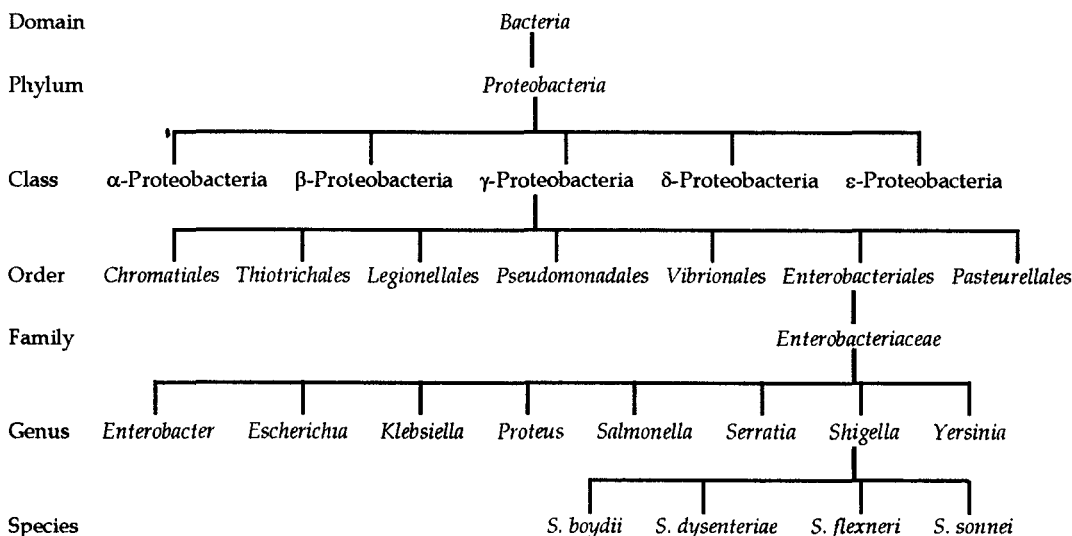 Domain Bacteria
Phylum Proteobacteria
Class α-Proteobacteria β-Proteobacteria γ-Proteobacteria δ-Proteobacteria ε-Proteobacteria
Order Chromatiales Thiotrichales Legionellales Pseudomonadales Vibrionales Enterobacteriales Pasteurellales
Family Enterobacteriaceae
Genus Enterobacter Escherichia Klebsiella Proteus Salmonella Serratia Shigella Yersinia
Species S. boydii S. dysenteriae S. flexneri S. sonnei